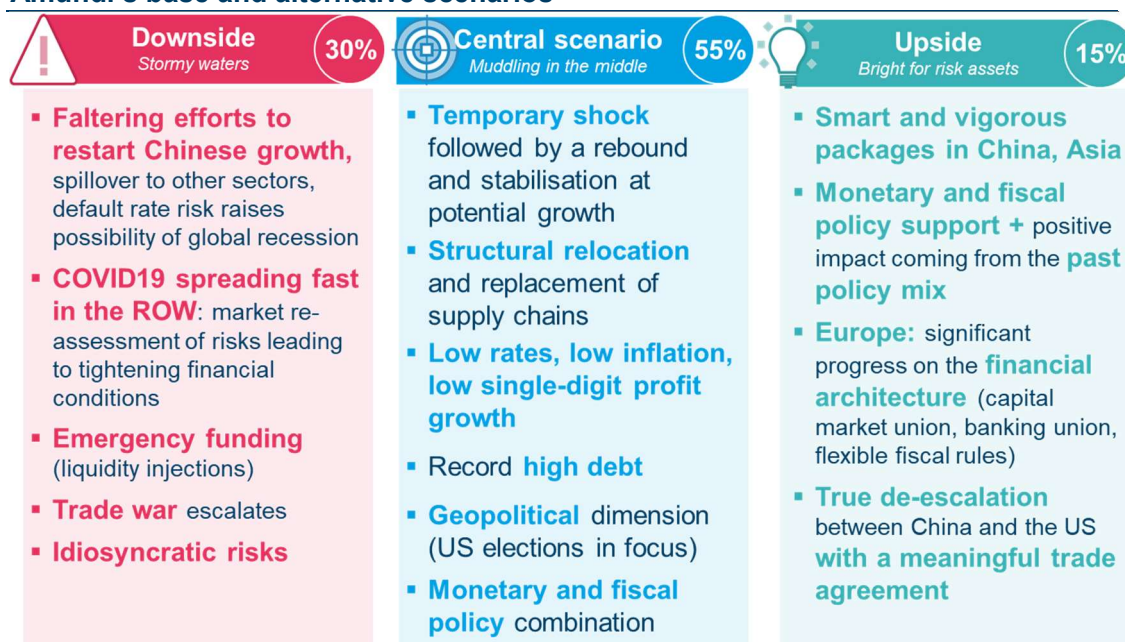 Amundi's base and alternative scenarios
Downside
Stormy waters
30%
▪ Faltering efforts to
restart Chinese growth,
spillover to other sectors,
default rate risk raises
possibility of global recession
▪ COVID19 spreading fast
in the ROW: market re-
assessment of risks leading
to tightening financial
conditions
▪ Emergency funding
(liquidity injections)
▪ Trade war escalates
▪ Idiosyncratic risks
Central scenario
Muddling in the middle
55%
▪ Temporary shock
followed by a rebound
and stabilisation at
potential growth
▪ Structural relocation
and replacement of
supply chains
▪ Low rates, low inflation,
low single-digit profit
growth
▪ Record high debt
▪ Geopolitical dimension
(US elections in focus)
▪ Monetary and fiscal
policy combination
Upside
Bright for risk assets
15%
▪ Smart and vigorous
packages in China, Asia
▪ Monetary and fiscal
policy support + positive
impact coming from the past
policy mix
▪ Europe: significant
progress on the financial
architecture (capital
market union, banking union,
flexible fiscal rules)
▪ True de-escalation
between China and the US
with a meaningful trade
agreement